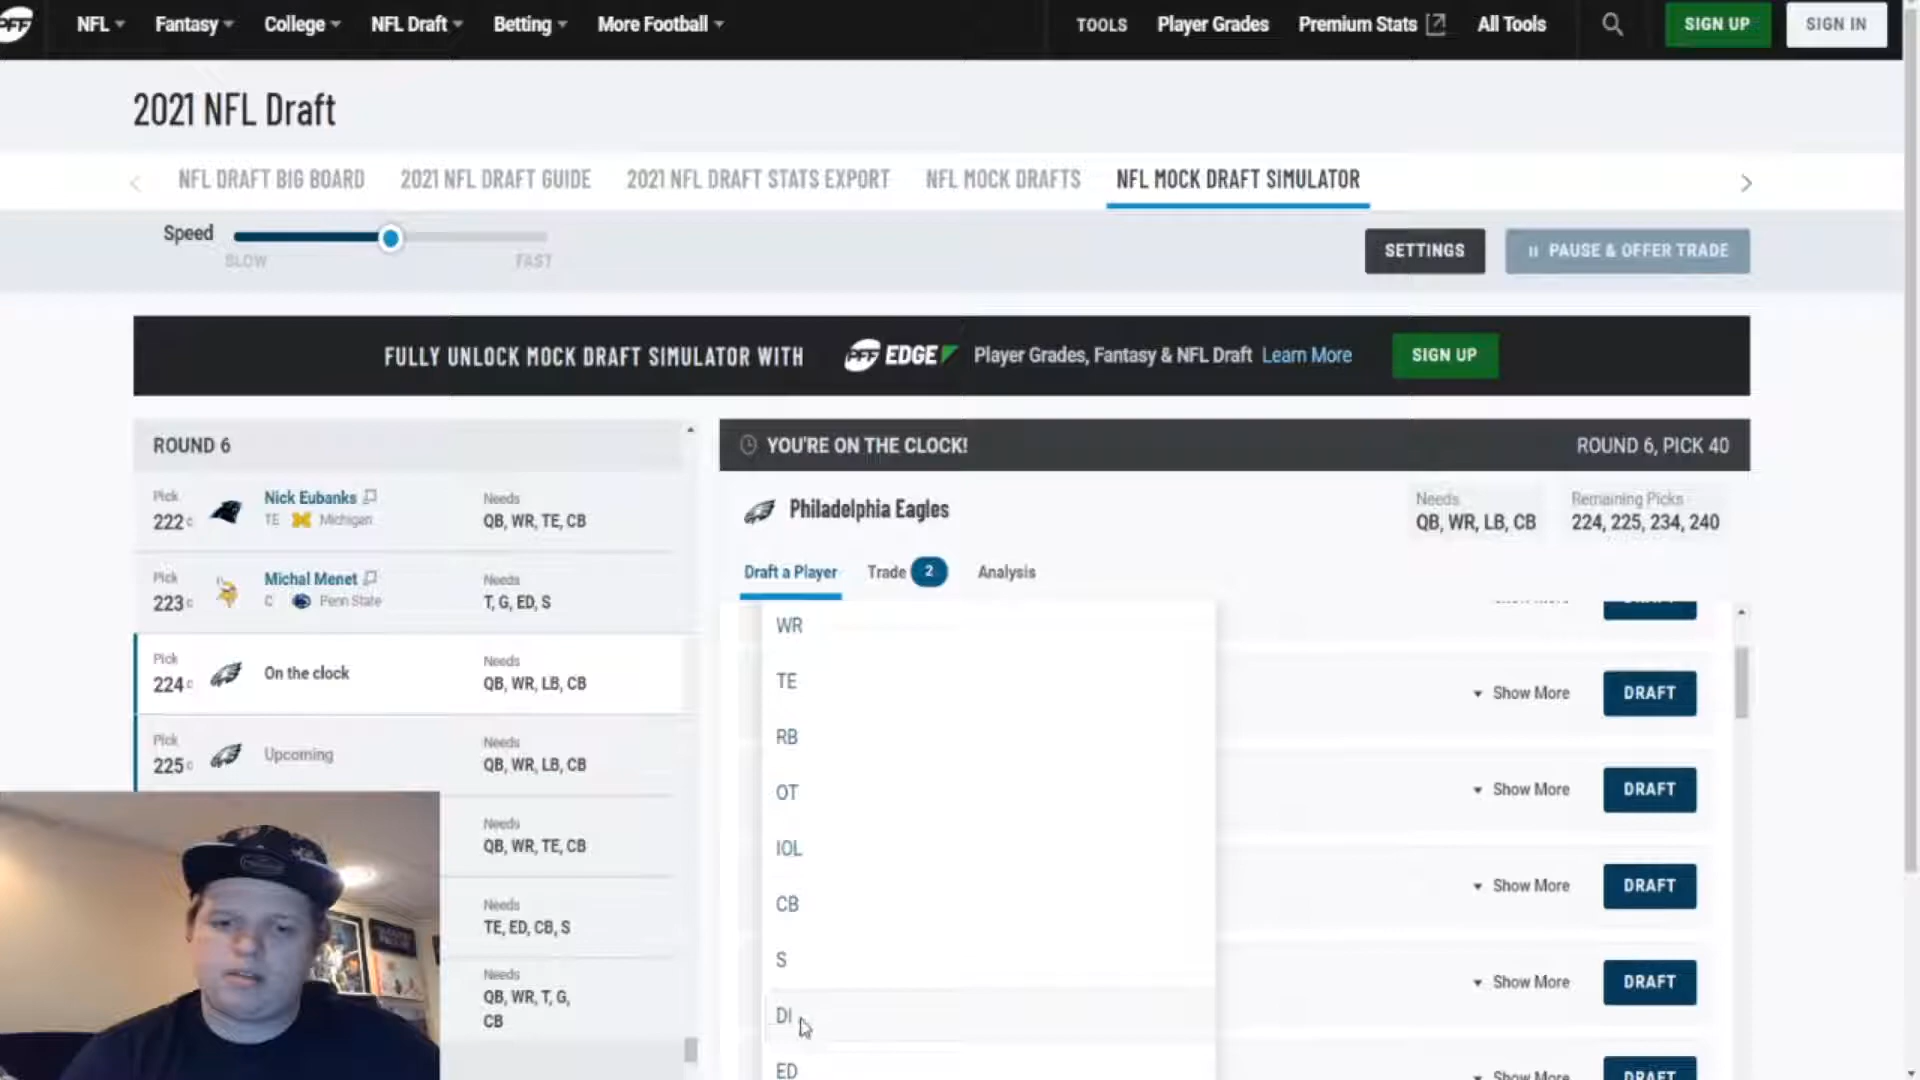 PFF
NFL Fantasy College NFL Draft Betting More Football TOOLS Player Grades Premium Stats All Tools SIGN UP SIGN IN
2021 NFL Draft
NFL DRAFT BIG BOARD 2021 NFL DRAFT GUIDE 2021 NFL DRAFT STATS EXPORT NFL MOCK DRAFTS NFL MOCK DRAFT SIMULATOR
Speed
SLOW FAST
SETTINGS PAUSE & OFFER TRADE
FULLY UNLOCK MOCK DRAFT SIMULATOR WITH PFF EDGE Player Grades, Fantasy & NFL Draft Learn More SIGN UP
ROUND 6
Pick
222 c
Nick Eubanks
TE Michigan
Needs
QB, WR, TE, CB
Pick
223 c
Michal Menet
C Penn State
Needs
T, G, ED, S
Pick
224 c
On the clock
Needs
QB, WR, LB, CB
Pick
225 c
Upcoming
Needs
QB, WR, LB, CB
Needs
QB, WR, TE, CB
Needs
TE, ED, CB, S
Needs
QB, WR, T, G,
CB
YOU'RE ON THE CLOCK! ROUND 6, PICK 40
Philadelphia Eagles
Needs
QB, WR, LB, CB
Remaining Picks
224, 225, 234, 240
Draft a Player Trade 2 Analysis
WR
TE
RB
OT
IOL
CB
S
DI
ED
Show More DRAFT
Show More DRAFT
Show More DRAFT
Show More DRAFT
Show More DRAFT